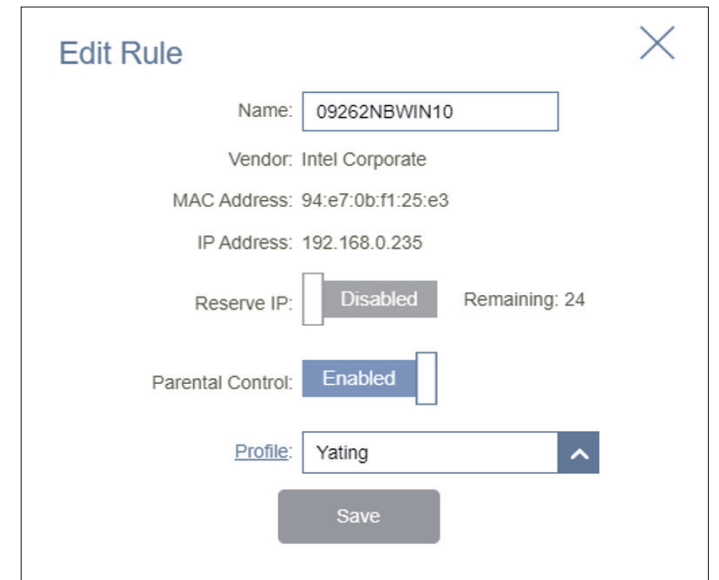 Edit Rule
Name: 09262NBWIN10
Vendor: Intel Corporate
MAC Address: 94:e7:0b:f1:25:e3
IP Address: 192.168.0.235
Reserve IP: Disabled Remaining: 24
Parental Control: Enabled
Profile: Yating
Save